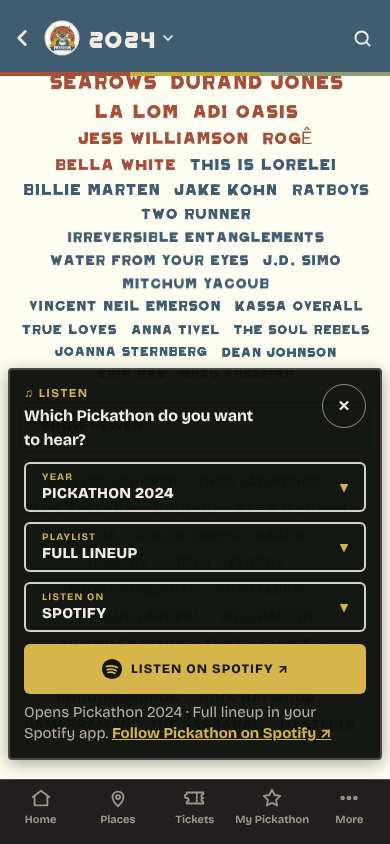 2024
SEAROWS DURAND JONES
LA LOM ADI OASIS
JESS WILLIAMSON ROGÊ
BELLA WHITE THIS IS LORELEI
BILLIE MARTEN JAKE KOHN RATBOYS
TWO RUNNER
IRREVERSIBLE ENTANGLEMENTS
WATER FROM YOUR EYES J.D. SIMO
MITCHUM YACOUB
VINCENT NEIL EMERSON KASSA OVERALL
TRUE LOVES ANNA TIVEL THE SOUL REBELS
JOANNA STERNBERG DEAN JOHNSON
♫ LISTEN
Which Pickathon do you want
to hear?
×
YEAR
PICKATHON 2024 ▼
PLAYLIST
FULL LINEUP ▼
LISTEN ON
SPOTIFY ▼
LISTEN ON SPOTIFY ↗
Opens Pickathon 2024 · Full lineup in your
Spotify app. Follow Pickathon on Spotify ↗
Home Places Tickets My Pickathon More